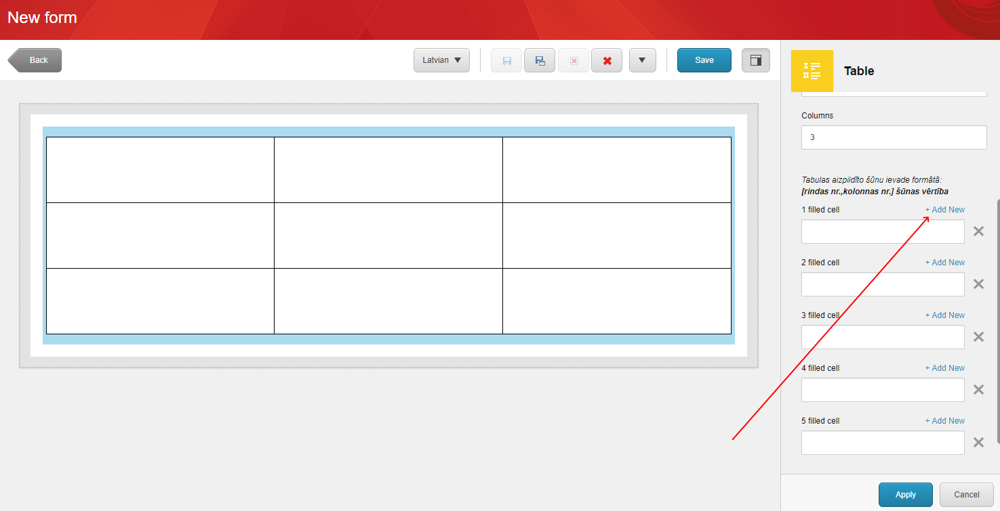 New form
Back
Latvian
Save
Table
Columns
3
Tabulas aizpildīto šūnu ievade formātā:
[rindas nr.,kolonnas nr.] šūnas vērtība
1 filled cell + Add New
2 filled cell + Add New
3 filled cell + Add New
4 filled cell + Add New
5 filled cell + Add New
Apply Cancel